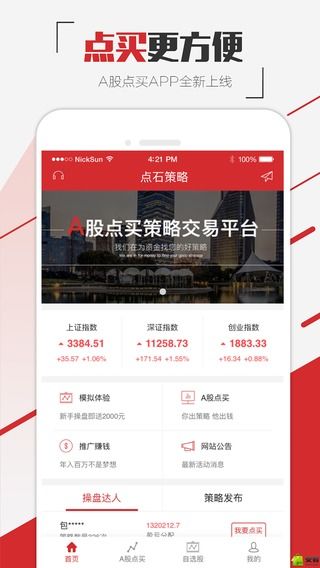 点买更方便
A股点买APP全新上线
NickSun
4:21 PM
点石策略
A股点买策略交易平台
我们在为资金找您的好策略
We are in for money to find your good strategy
上证指数 深证指数 创业指数
3384.51 11258.73 1883.33
+35.57 +1.06% +171.54 +1.55% +16.34 +0.88%
模拟体验 A股点买
新手操盘即送2000元 你出策略 他出钱
推广赚钱 网站公告
年入百万不是梦想 最新活动消息
操盘达人 策略发布
包***** 1320212.7 我要点买
首页 A股点买 自选股 我的